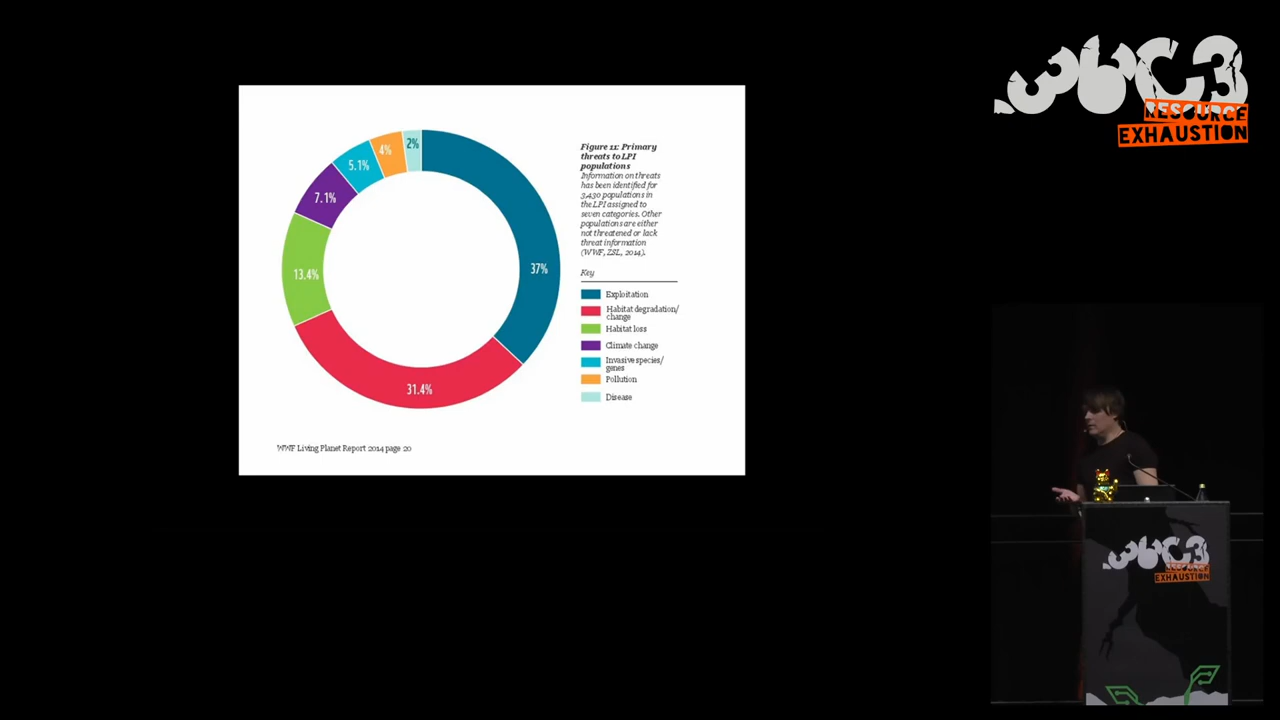 36C3
RESOURCE
EXHAUSTION
2%
4%
5.1%
7.1%
13.4%
37%
31.4%
Figure 11: Primary
threats to LPI
populations
Information on threats
has been identified for
3,430 populations in
the LPI assigned to
seven categories. Other
populations are either
not threatened or lack
threat information
(WWF, ZSL, 2014).
Key
Exploitation
Habitat degradation/
change
Habitat loss
Climate change
Invasive species/
genes
Pollution
Disease
WWF Living Planet Report 2014 page 20
36C3
RESOURCE
EXHAUSTION